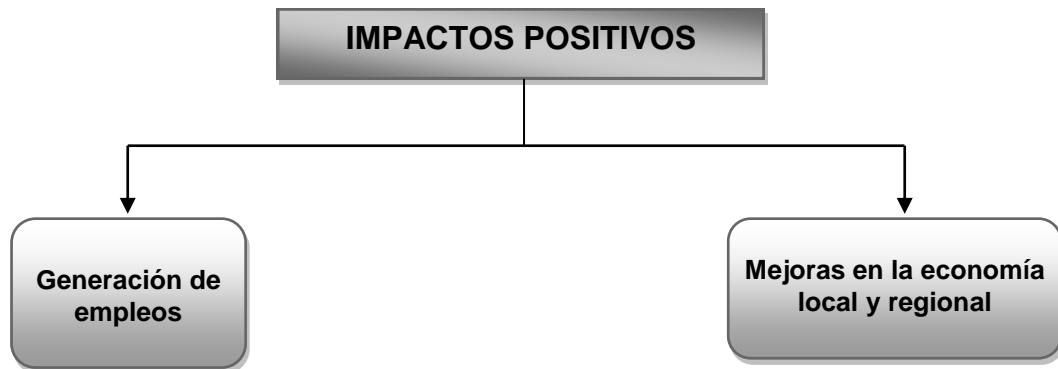 IMPACTOS POSITIVOS
Generación de
empleos
Mejoras en la economía
local y regional